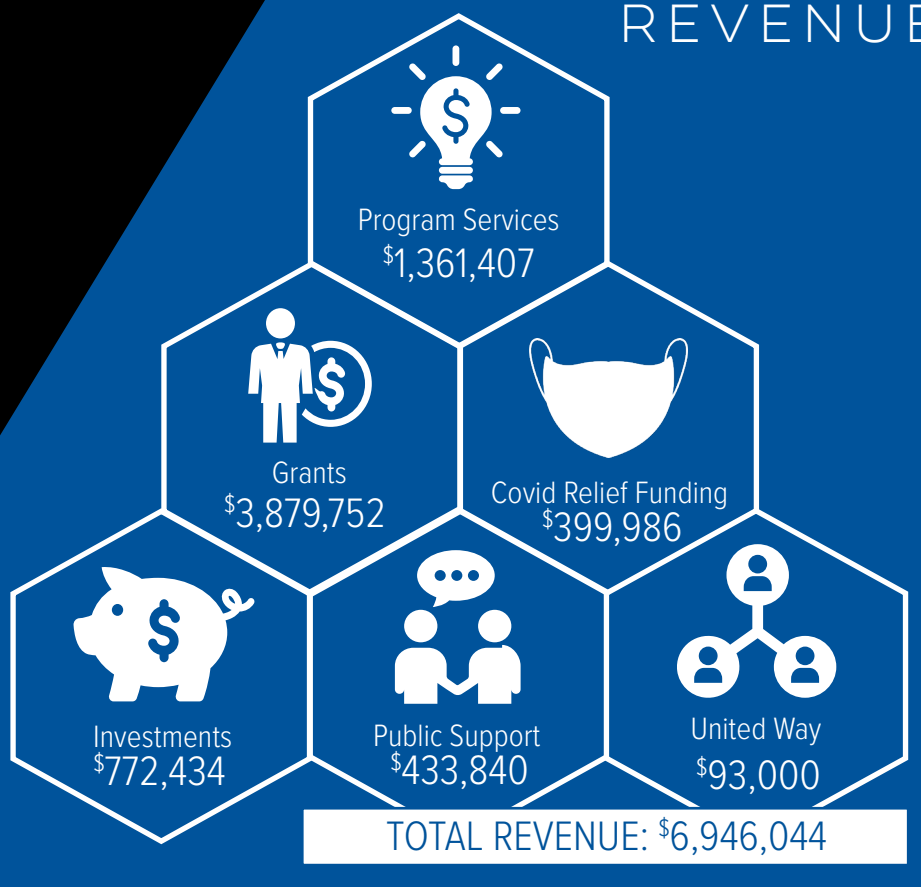 REVENUE
Program Services
$1,361,407
Grants
$3,879,752
Covid Relief Funding
$399,986
Investments
$772,434
Public Support
$433,840
United Way
$93,000
TOTAL REVENUE: $6,946,044